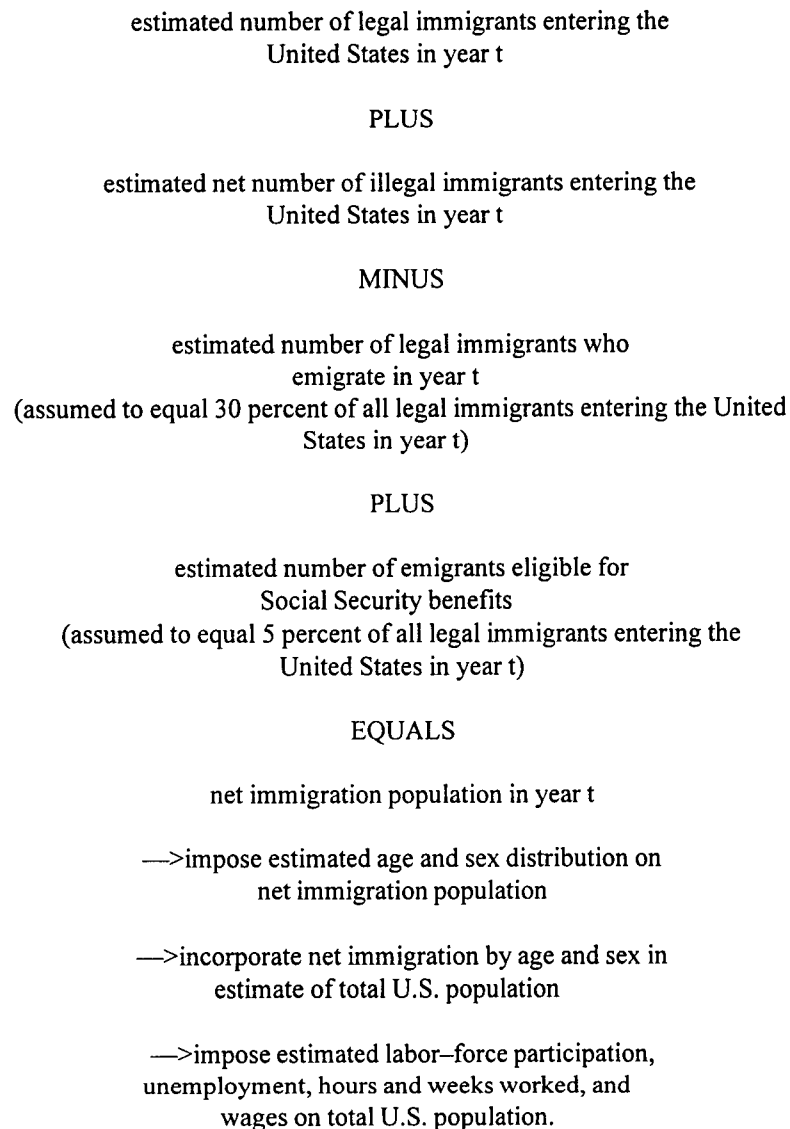 estimated number of legal immigrants entering the
United States in year t
PLUS
estimated net number of illegal immigrants entering the
United States in year t
MINUS
estimated number of legal immigrants who
emigrate in year t
(assumed to equal 30 percent of all legal immigrants entering the United
States in year t)
PLUS
estimated number of emigrants eligible for
Social Security benefits
(assumed to equal 5 percent of all legal immigrants entering the
United States in year t)
EQUALS
net immigration population in year t
—>impose estimated age and sex distribution on
net immigration population
—>incorporate net immigration by age and sex in
estimate of total U.S. population
—>impose estimated labor–force participation,
unemployment, hours and weeks worked, and
wages on total U.S. population.